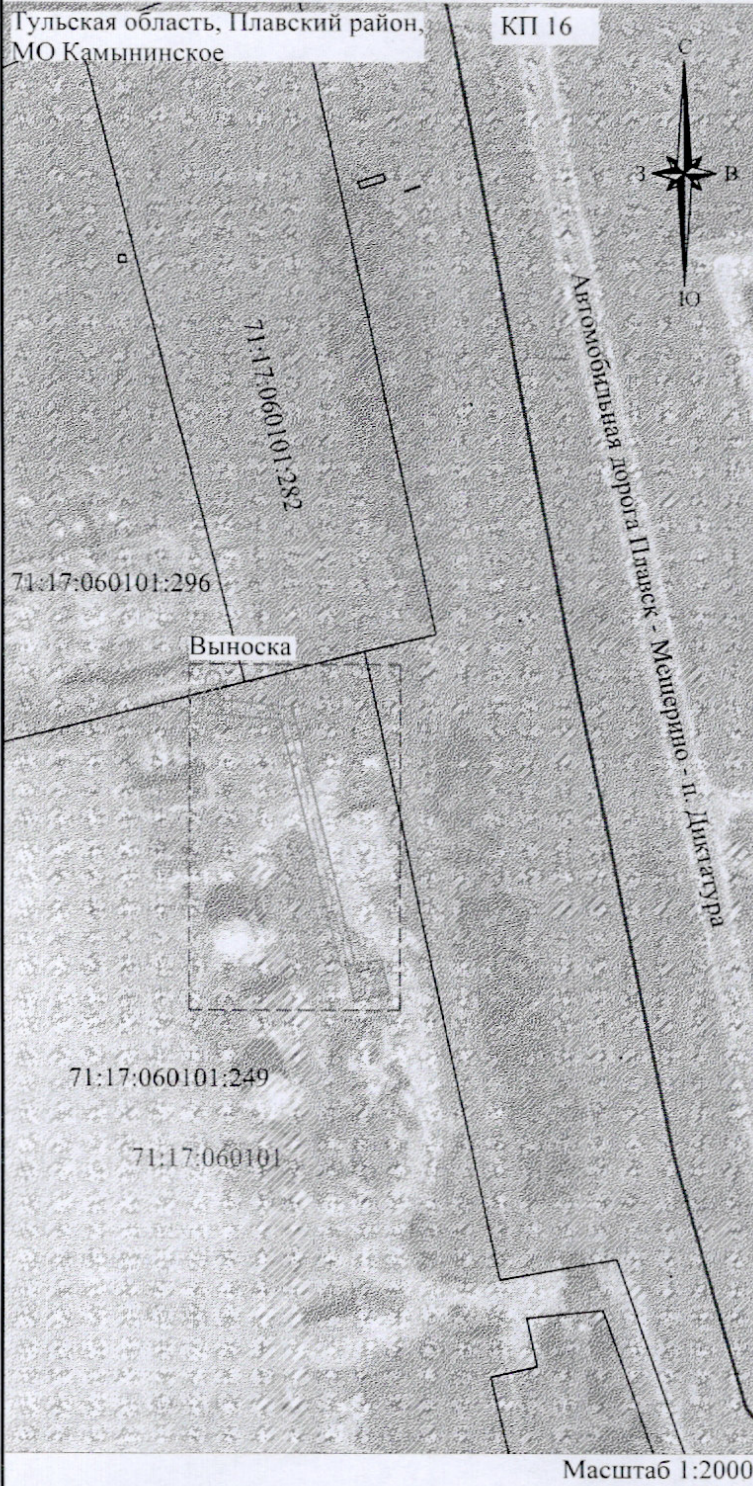 Тульская область, Плавский район,
МО Камынинское
КП 16
С
З
В
Ю
Автомобильная дорога Плавск - Мещерино - п. Диктатура
71:17:060101:282
71:17:060101:296
Выноска
71:17:060101:249
71:17:060101
Масштаб 1:2000